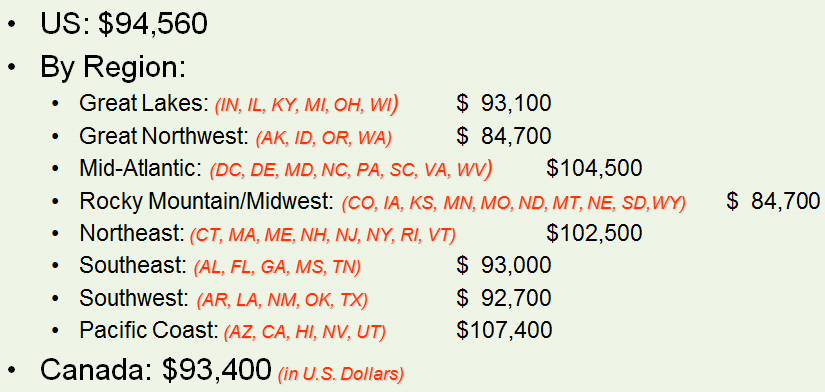 • US: $94,560
• By Region:
• Great Lakes: (IN, IL, KY, MI, OH, WI) $ 93,100
• Great Northwest: (AK, ID, OR, WA) $ 84,700
• Mid-Atlantic: (DC, DE, MD, NC, PA, SC, VA, WV) $104,500
• Rocky Mountain/Midwest: (CO, IA, KS, MN, MO, ND, MT, NE, SD,WY) $ 84,700
• Northeast: (CT, MA, ME, NH, NJ, NY, RI, VT) $102,500
• Southeast: (AL, FL, GA, MS, TN) $ 93,000
• Southwest: (AR, LA, NM, OK, TX) $ 92,700
• Pacific Coast: (AZ, CA, HI, NV, UT) $107,400
• Canada: $93,400 (in U.S. Dollars)